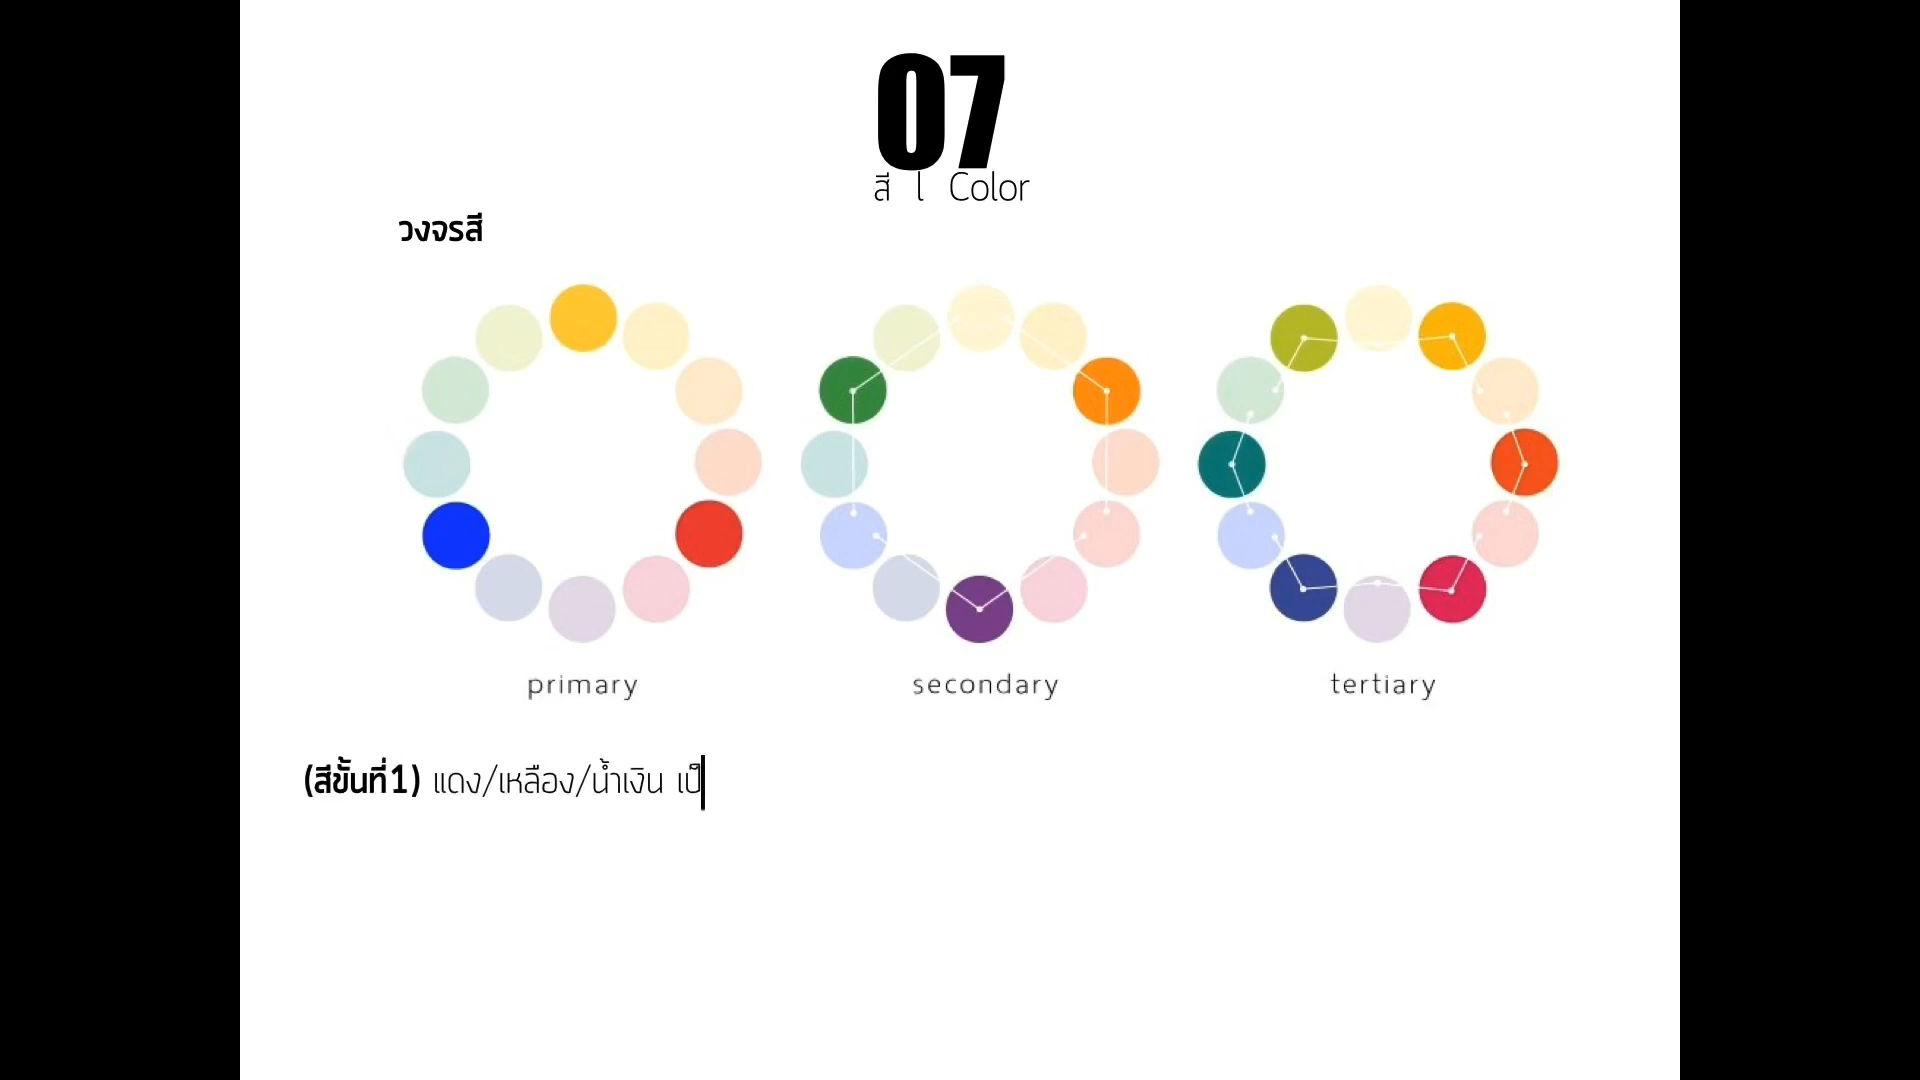 07
สี l Color
วงจรสี
primary secondary tertiary
(สีขั้นที่1) แดง/เหลือง/น้ำเงิน เป็